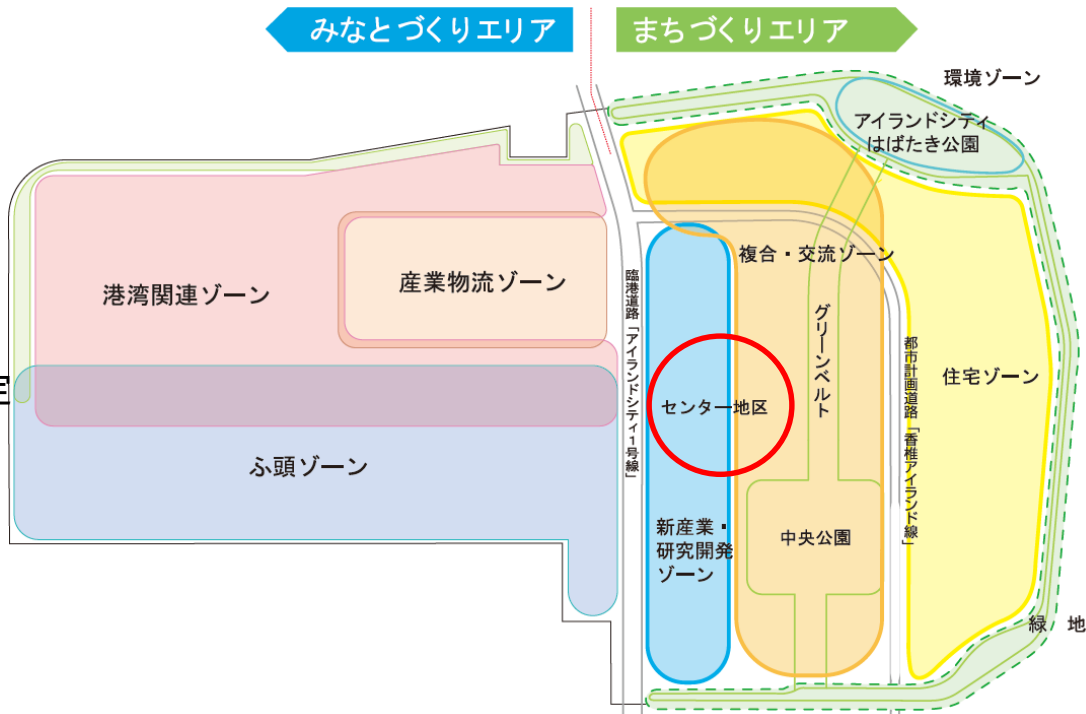 みなとづくりエリア
まちづくりエリア
環境ゾーン
アイランドシティ
はばたき公園
複合・交流ゾーン
産業物流ゾーン
港湾関連ゾーン
臨港道路「アイランドシティ1号線」
グリーンベルト
都市計画道路「香椎アイランド線」
住宅ゾーン
センター地区
ふ頭ゾーン
新産業・
研究開発
ゾーン
中央公園
緑 地